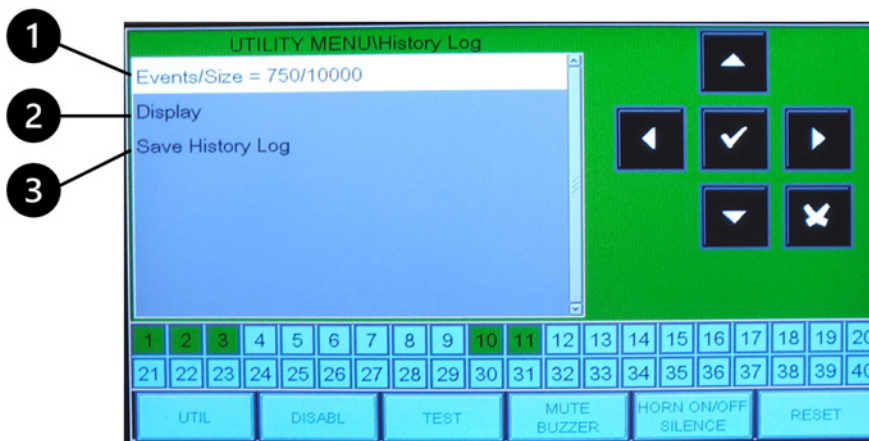 1
UTILITY MENU\History Log
Events/Size = 750/10000
2
Display
Save History Log
3
1 2 3 4 5 6 7 8 9 10 11 12 13 14 15 16 17 18 19 20
21 22 23 24 25 26 27 28 29 30 31 32 33 34 35 36 37 38 39 40
UTIL DISABL TEST MUTE BUZZER HORN ON/OFF SILENCE RESET